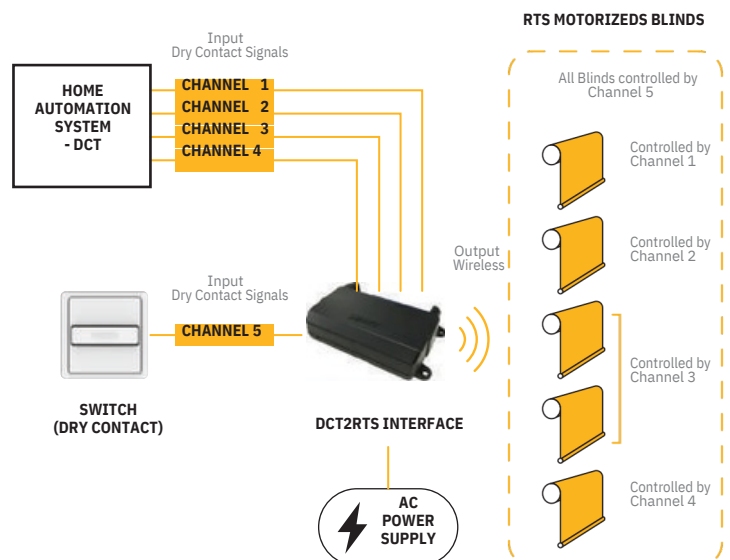 RTS MOTORIZEDS BLINDS
Input
Dry Contact Signals
HOME
AUTOMATION
SYSTEM
- DCT
CHANNEL 1
CHANNEL 2
CHANNEL 3
CHANNEL 4
All Blinds controlled by
Channel 5
Controlled by
Channel 1
Controlled by
Channel 2
Output
Wireless
Input
Dry Contact Signals
CHANNEL 5
Controlled by
Channel 3
SWITCH
(DRY CONTACT)
DCT2RTS INTERFACE
Controlled by
Channel 4
AC
POWER
SUPPLY